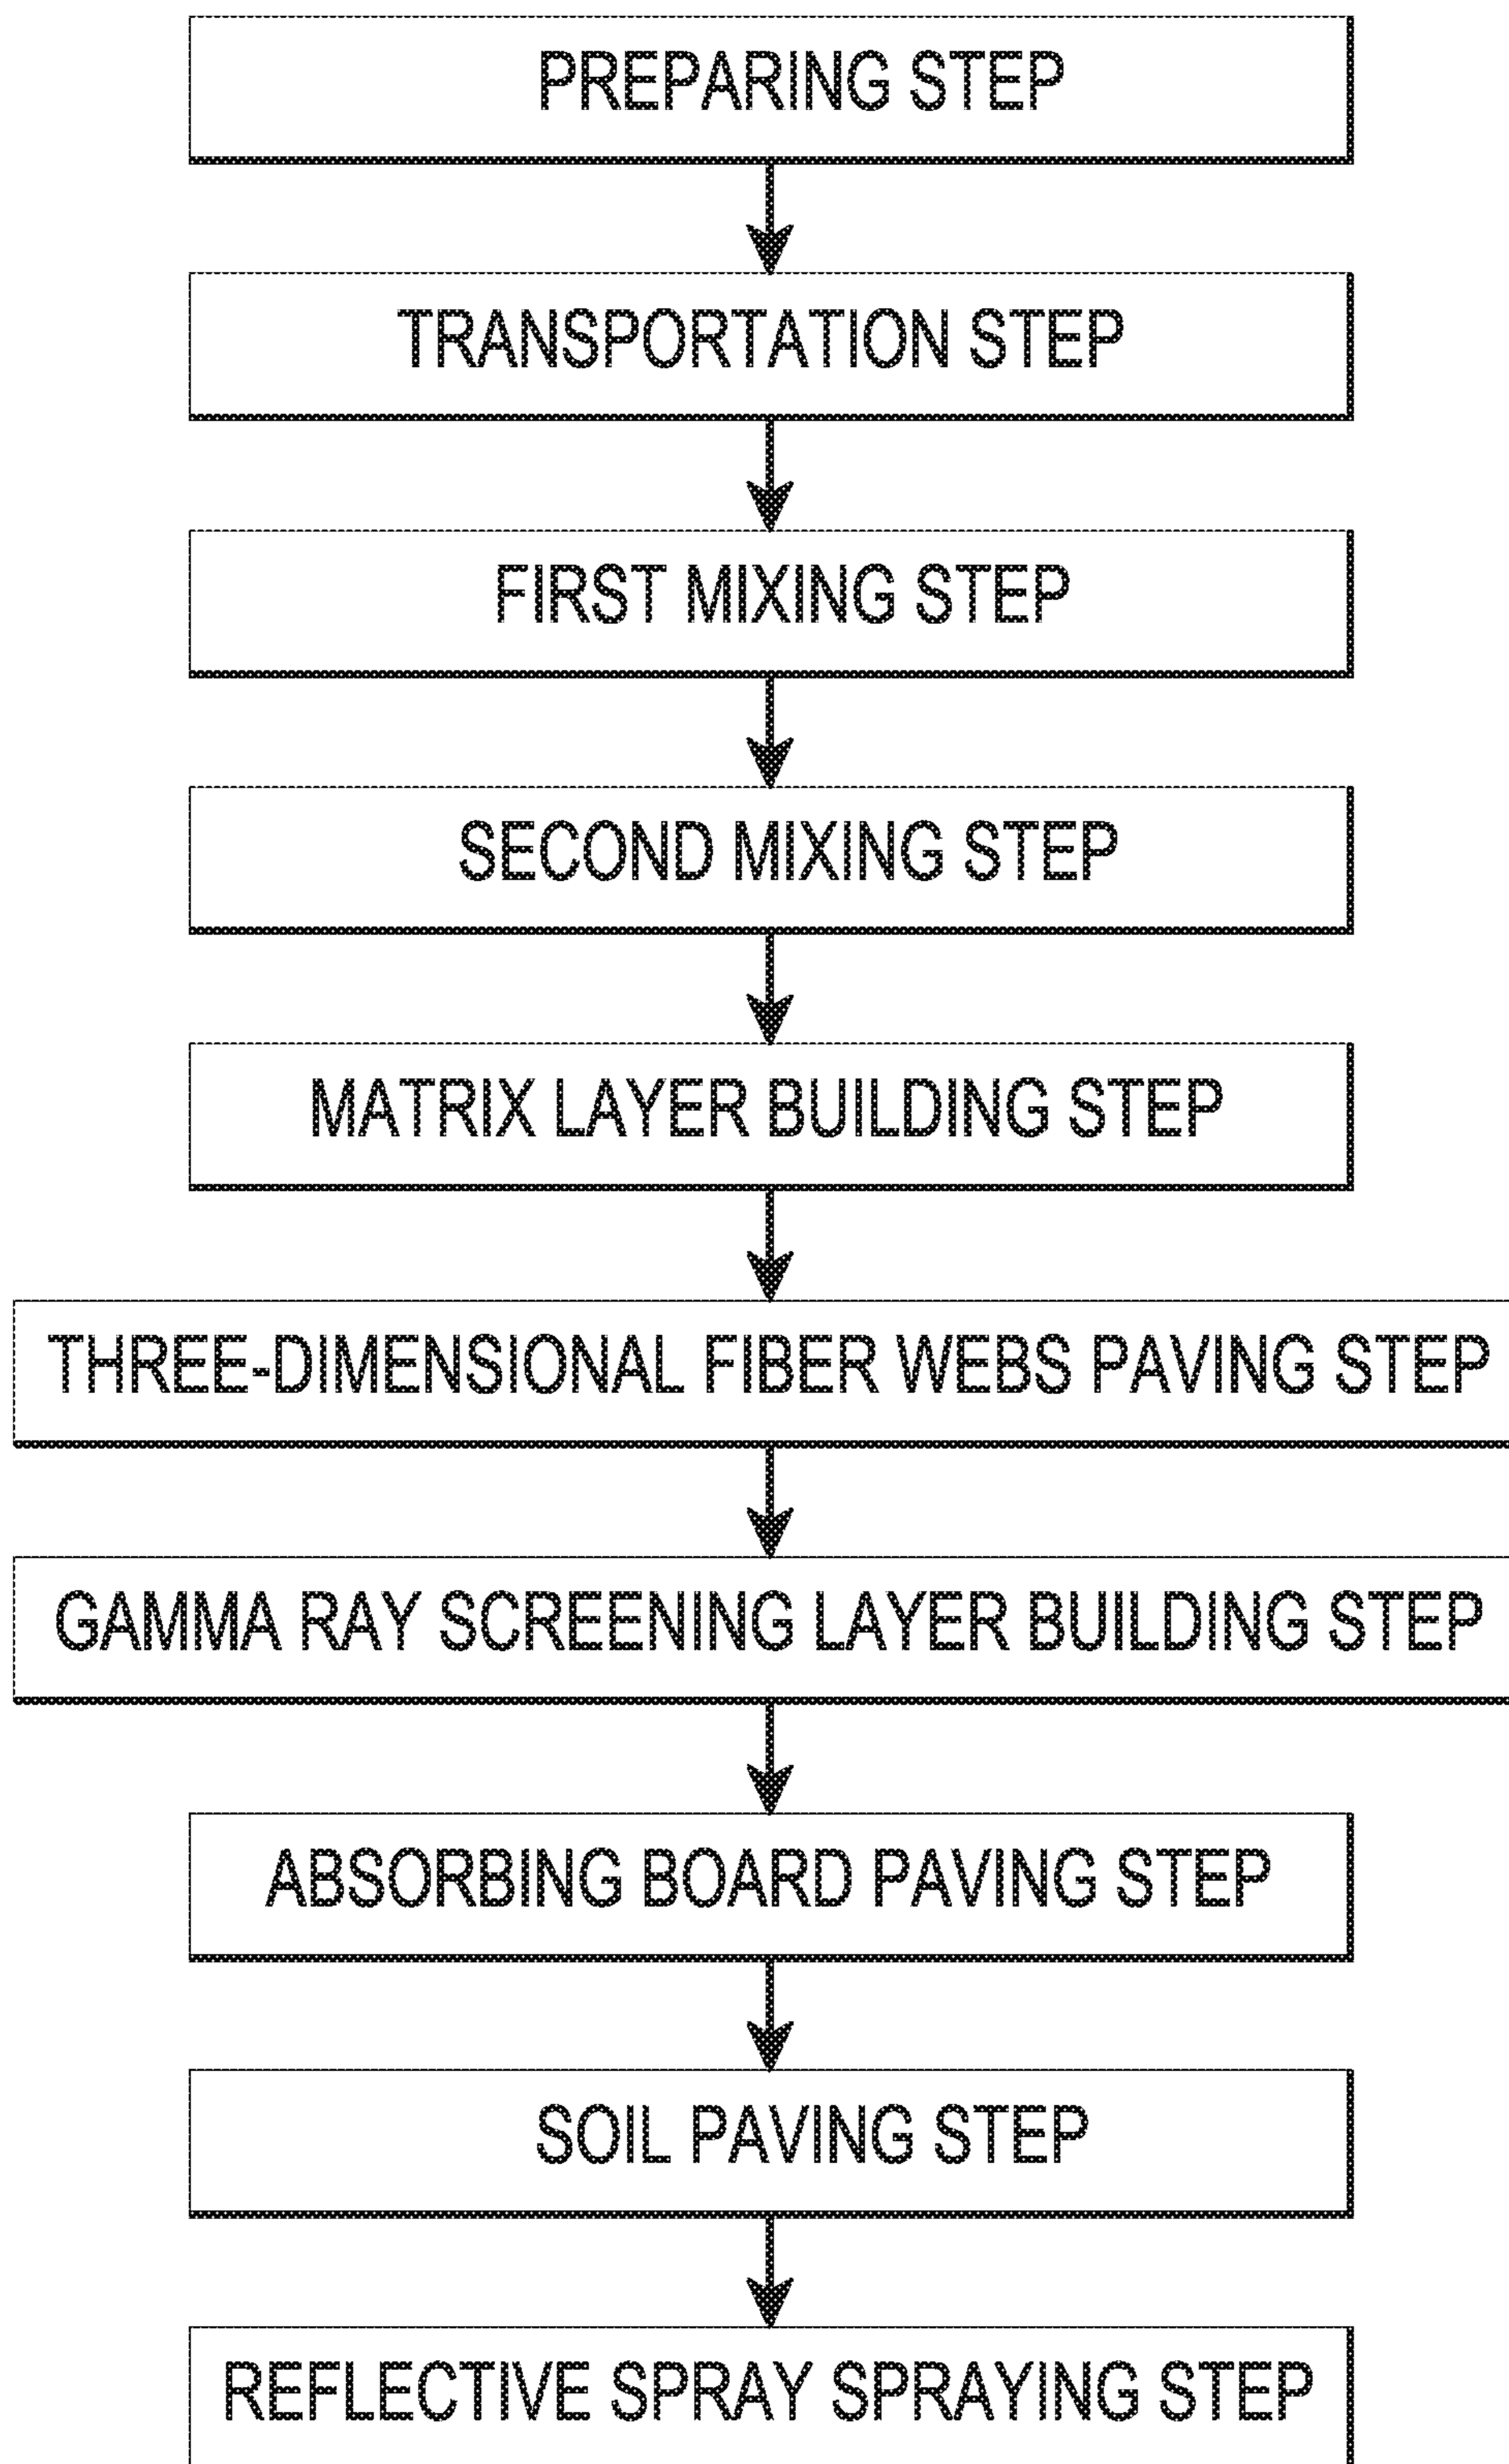 PREPARING STEP
TRANSPORTATION STEP
FIRST MIXING STEP
SECOND MIXING STEP
MATRIX LAYER BUILDING STEP
THREE-DIMENSIONAL FIBER WEBS PAVING STEP
GAMMA RAY SCREENING LAYER BUILDING STEP
ABSORBING BOARD PAVING STEP
SOIL PAVING STEP
REFLECTIVE SPRAY SPRAYING STEP